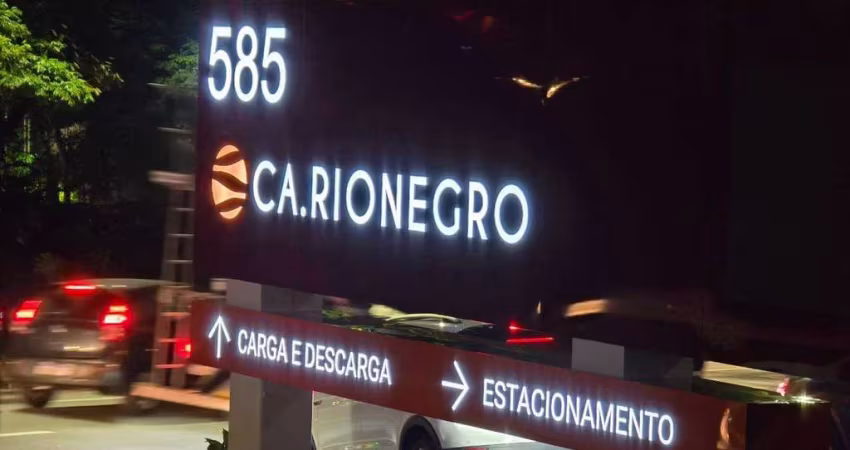 585
CA.RIONEGRO
↑ CARGA E DESCARGA
→ ESTACIONAMENTO